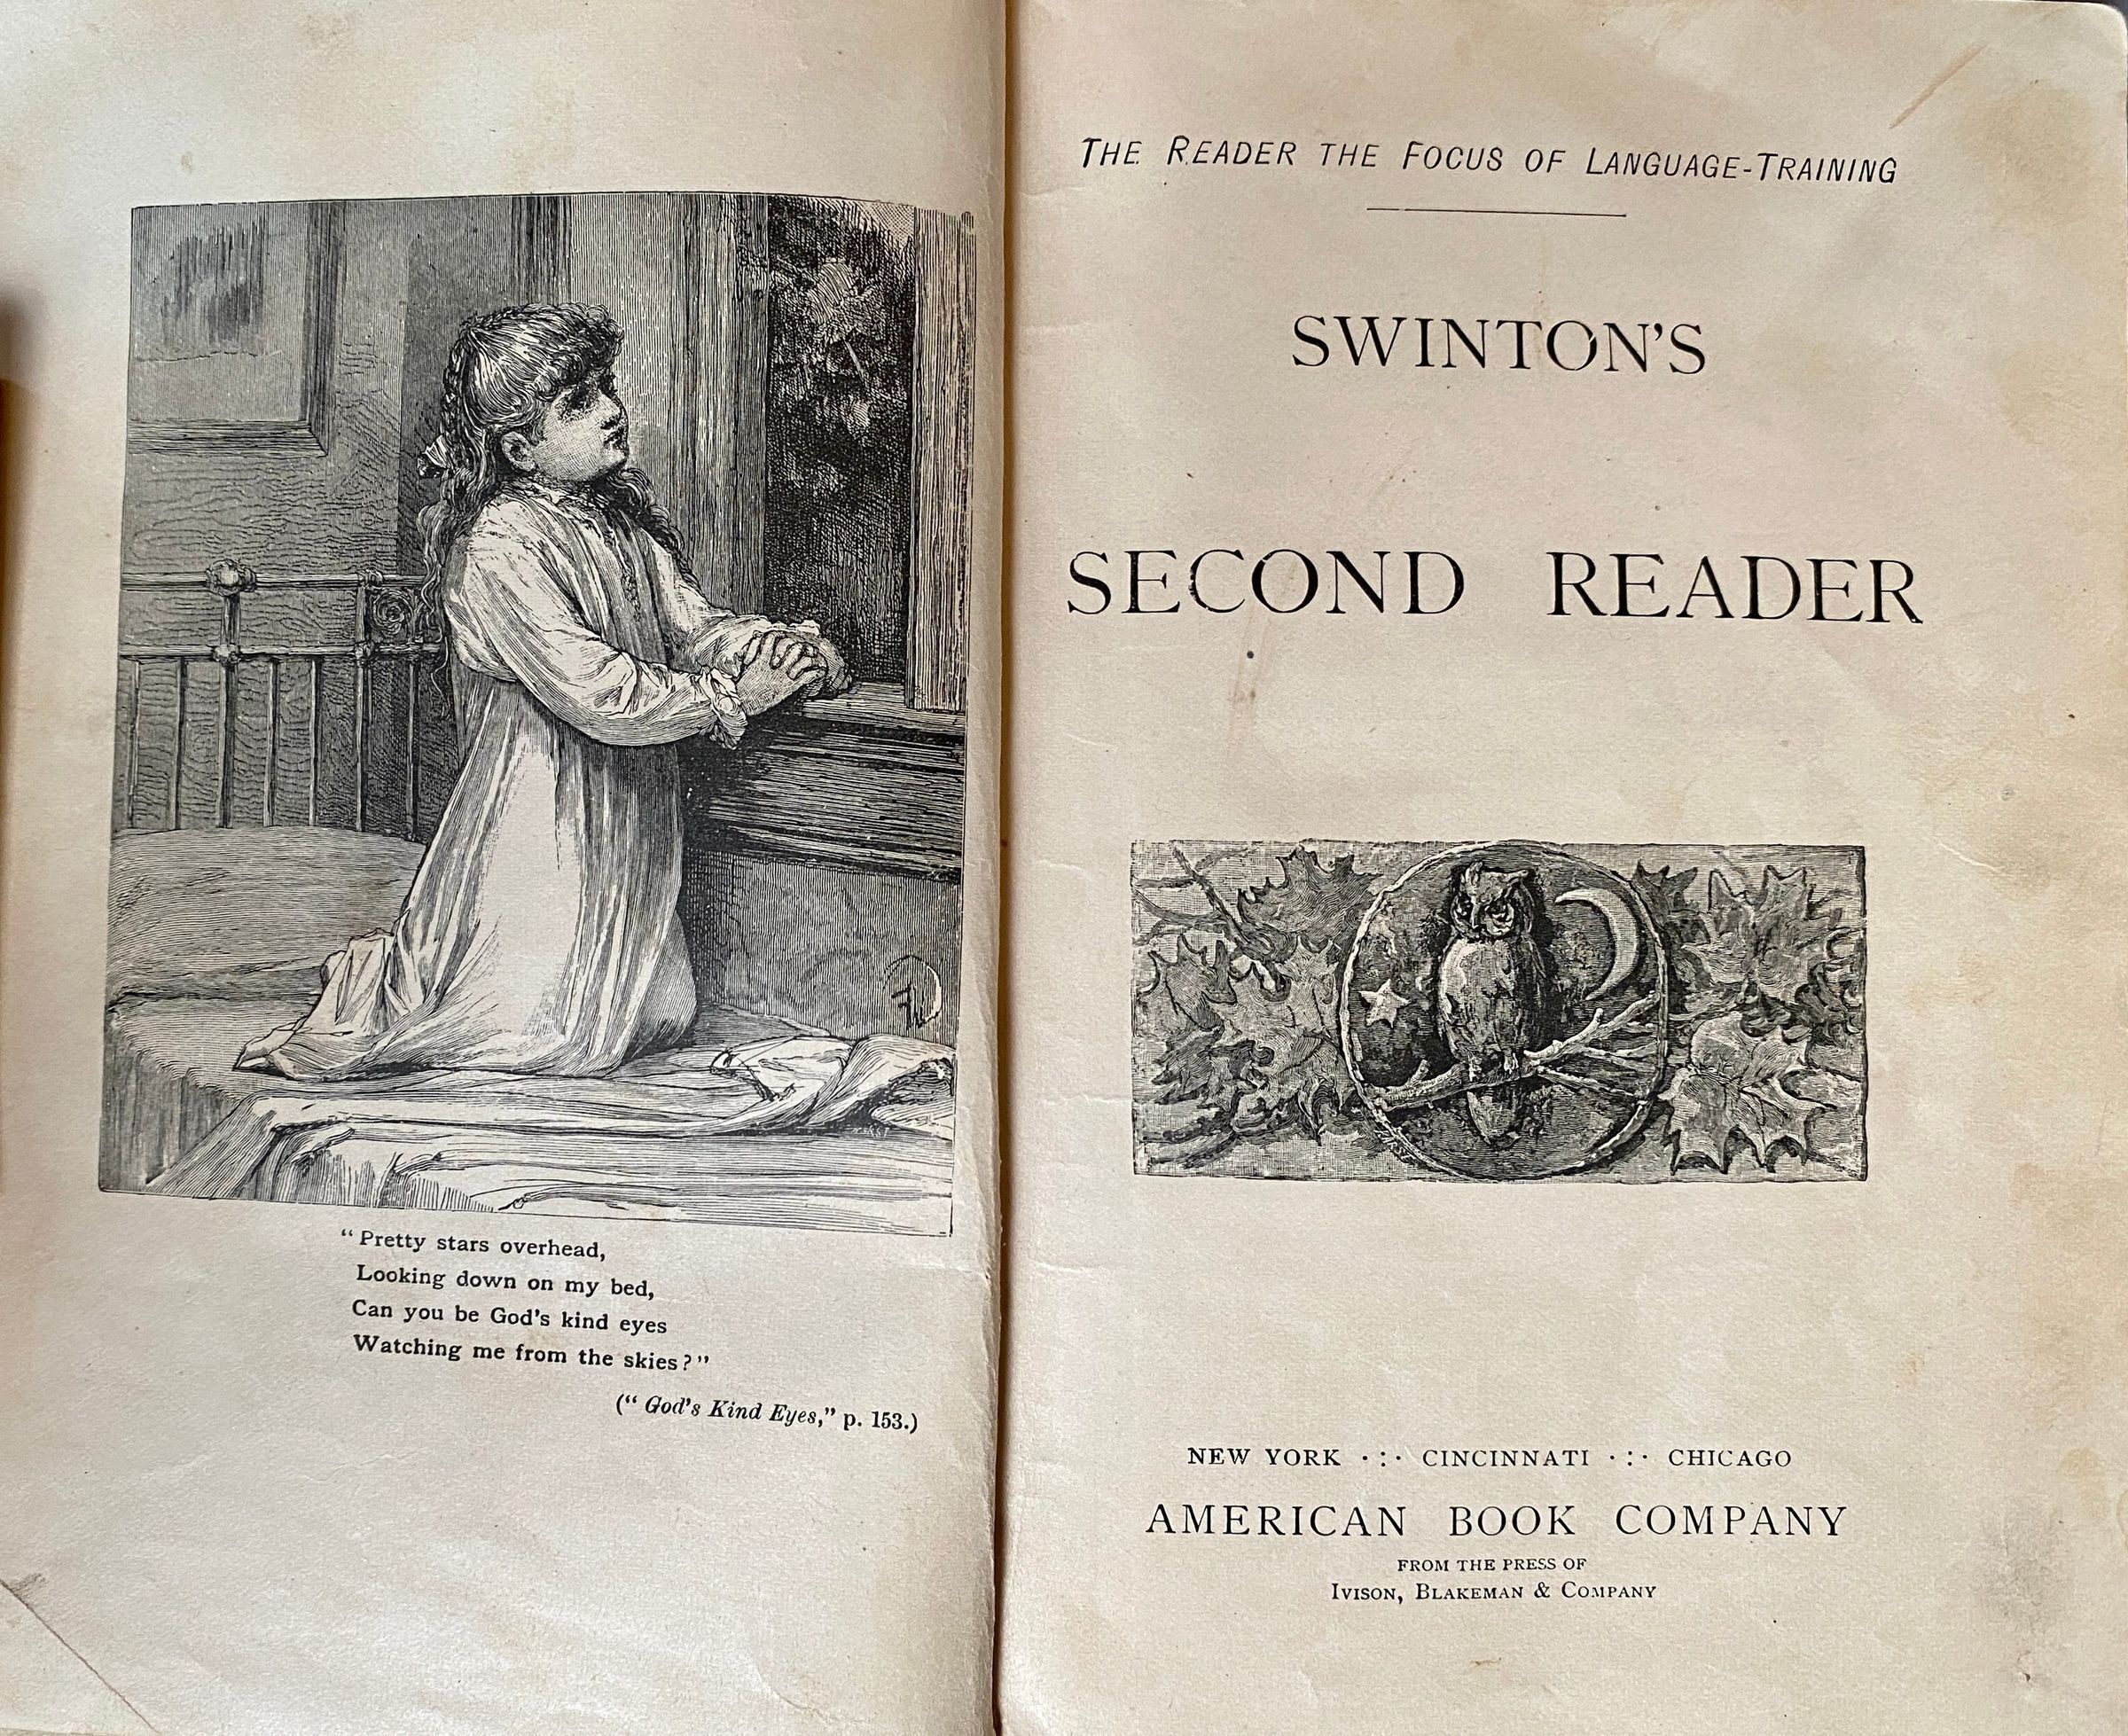 "Pretty stars overhead,
Looking down on my bed,
Can you be God's kind eyes
Watching me from the skies?"
("God's Kind Eyes," p. 153.)
THE READER THE FOCUS OF LANGUAGE-TRAINING
SWINTON'S
SECOND READER
NEW YORK ·:· CINCINNATI ·:· CHICAGO
AMERICAN BOOK COMPANY
FROM THE PRESS OF
IVISON, BLAKEMAN & COMPANY